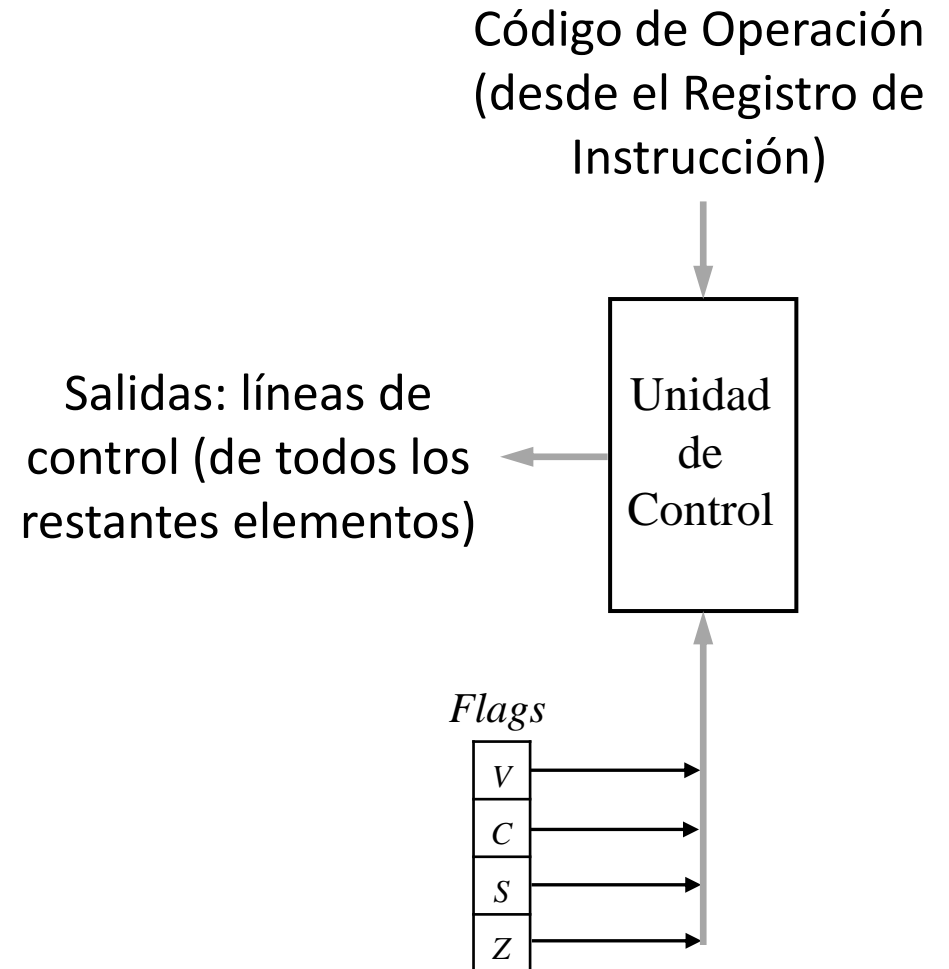 Código de Operación
(desde el Registro de
Instrucción)
Salidas: líneas de
control (de todos los
restantes elementos)
Unidad
de
Control
Flags
V
C
S
Z